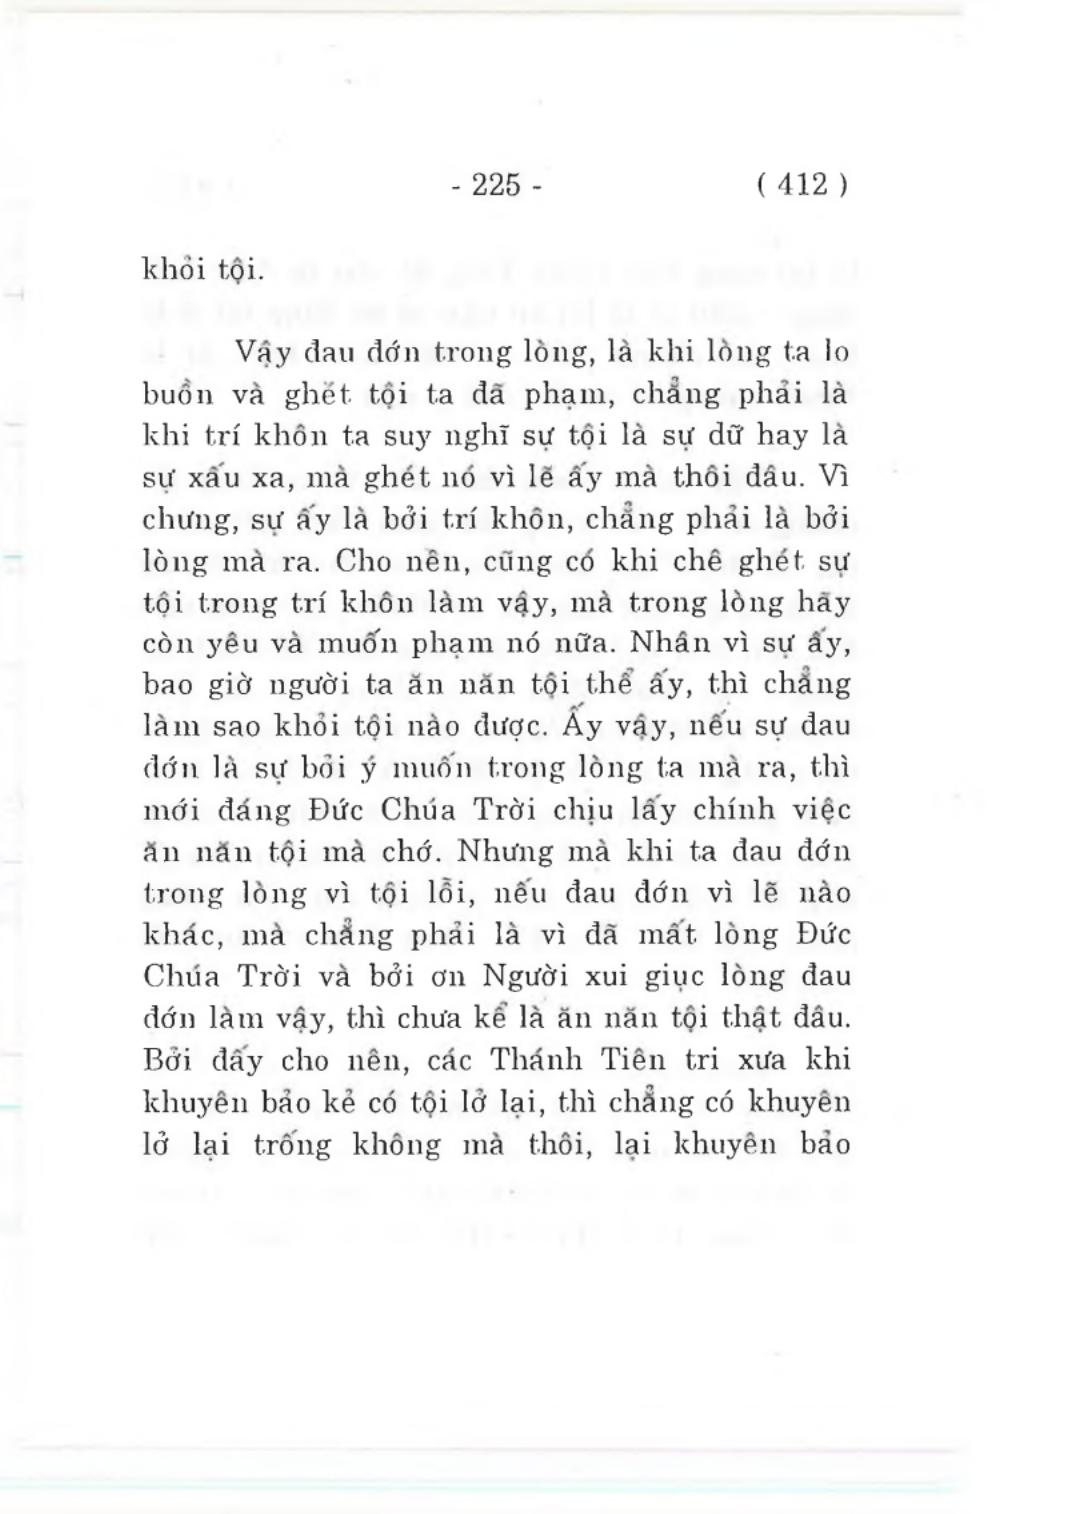 - 225 - ( 412 )
khỏi tội.
Vậy đau đớn trong lòng, là khi lòng ta lo
buồn và ghét tội ta đã phạm, chẳng phải là
khi trí khôn ta suy nghĩ sự tội là sự dữ hay là
sự xấu xa, mà ghét nó vì lẽ ấy mà thôi đâu. Vì
chưng, sự ấy là bởi trí khôn, chẳng phải là bởi
lòng mà ra. Cho nên, cũng có khi chê ghét sự
tội trong trí khôn làm vậy, mà trong lòng hãy
còn yêu và muốn phạm nó nữa. Nhân vì sự ấy,
bao giờ người ta ăn năn tội thể ấy, thì chẳng
làm sao khỏi tội nào được. Ấy vậy, nếu sự đau
đớn là sự bởi ý muốn trong lòng ta mà ra, thì
mới đáng Đức Chúa Trời chịu lấy chính việc
ăn năn tội mà chớ. Nhưng mà khi ta đau đớn
trong lòng vì tội lỗi, nếu đau đớn vì lẽ nào
khác, mà chẳng phải là vì đã mất lòng Đức
Chúa Trời và bởi ơn Người xui giục lòng đau
đớn làm vậy, thì chưa kể là ăn năn tội thật đâu.
Bởi đấy cho nên, các Thánh Tiên tri xưa khi
khuyên bảo kẻ có tội lở lại, thì chẳng có khuyên
lở lại trống không mà thôi, lại khuyên bảo